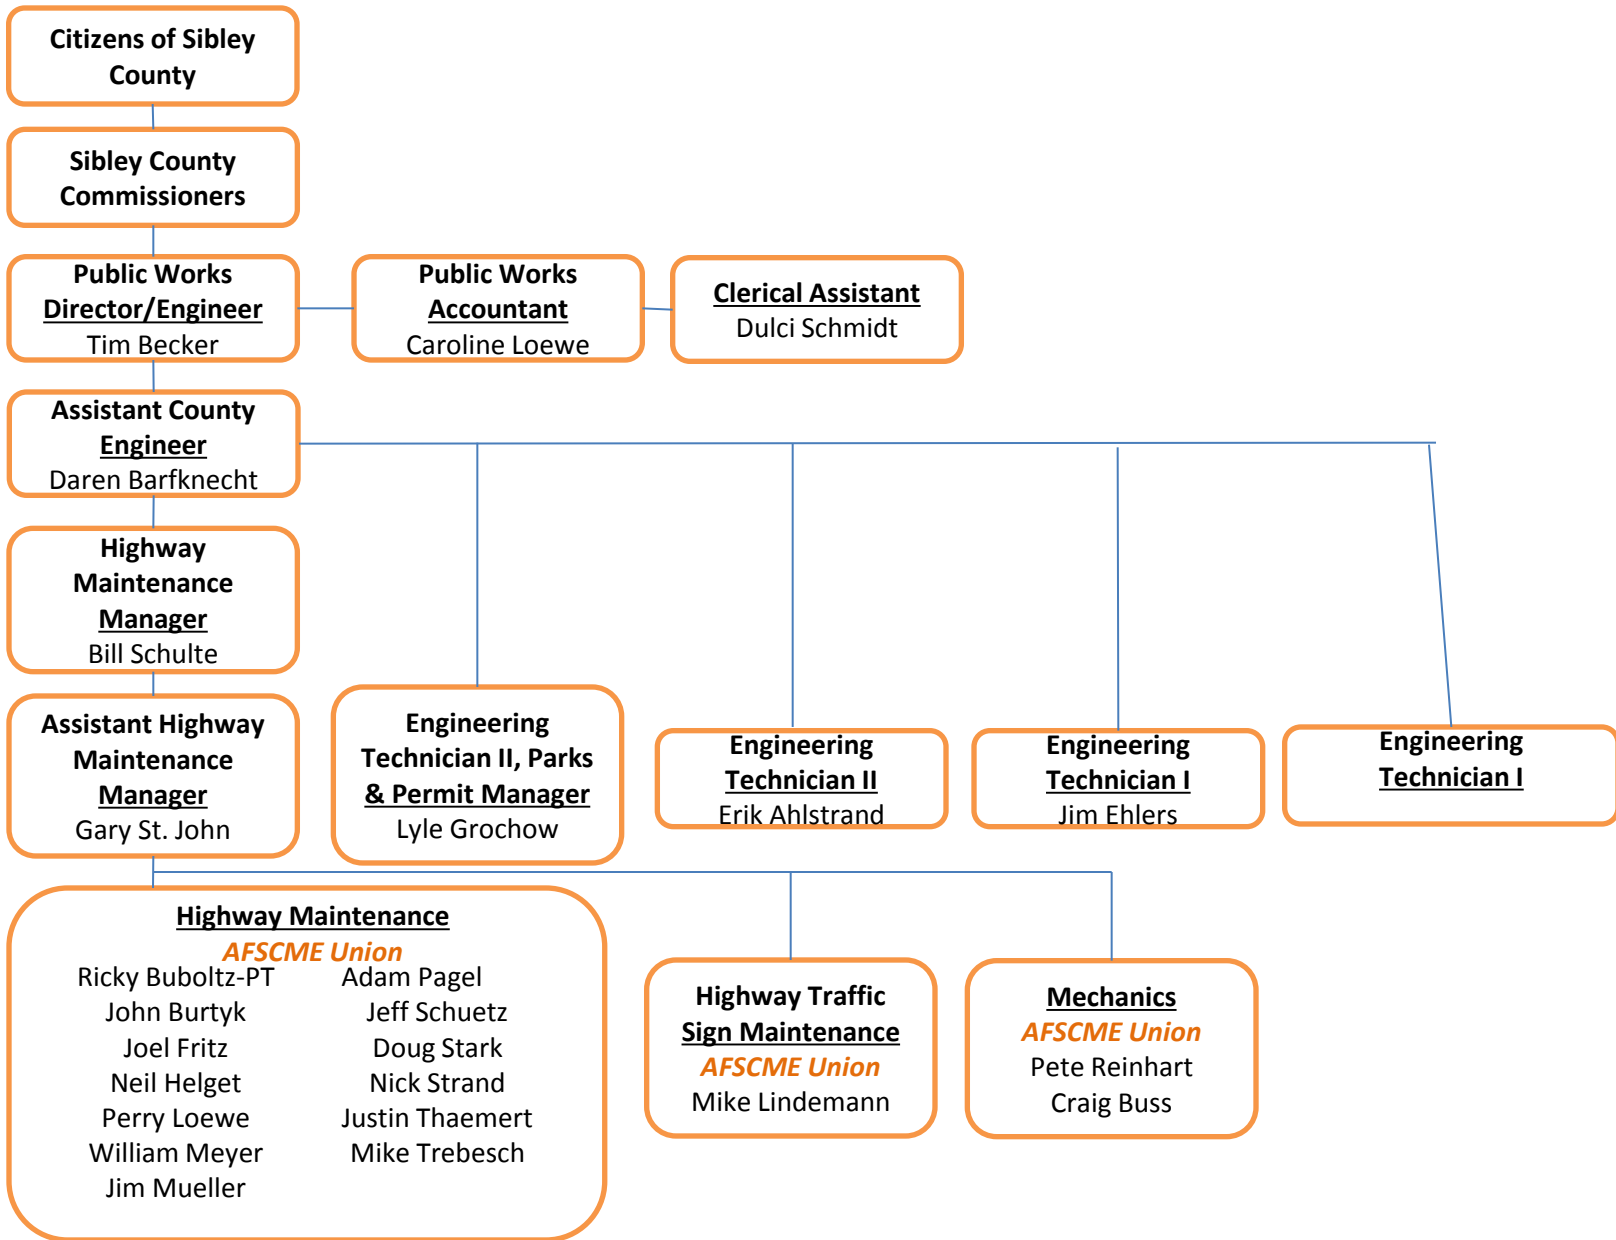 Citizens of Sibley
County
Sibley County
Commissioners
Public Works
Director/Engineer
Tim Becker
Public Works
Accountant
Caroline Loewe
Clerical Assistant
Dulci Schmidt
Assistant County
Engineer
Daren Barfknecht
Highway
Maintenance
Manager
Bill Schulte
Assistant Highway
Maintenance
Manager
Gary St. John
Engineering
Technician II, Parks
& Permit Manager
Lyle Grochow
Engineering
Technician II
Erik Ahlstrand
Engineering
Technician I
Jim Ehlers
Engineering
Technician I
Highway Maintenance
AFSCME Union
Ricky Buboltz-PT Adam Pagel
John Burtyk Jeff Schuetz
Joel Fritz Doug Stark
Neil Helget Nick Strand
Perry Loewe Justin Thaemert
William Meyer Mike Trebesch
Jim Mueller
Highway Traffic
Sign Maintenance
AFSCME Union
Mike Lindemann
Mechanics
AFSCME Union
Pete Reinhart
Craig Buss